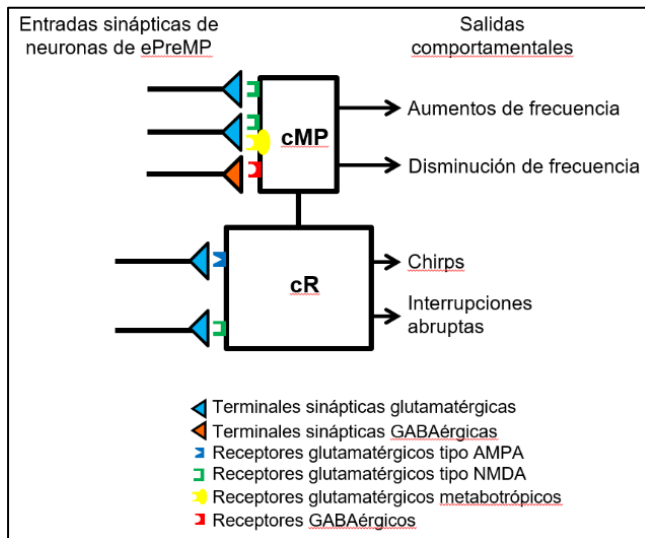 Entradas sinápticas de
neuronas de ePreMP
Salidas
comportamentales
cMP
Aumentos de frecuencia
Disminución de frecuencia
cR
Chirps
Interrupciones
abruptas
Terminales sinápticas glutamatérgicas
Terminales sinápticas GABAérgicas
Receptores glutamatérgicos tipo AMPA
Receptores glutamatérgicos tipo NMDA
Receptores glutamatérgicos metabotrópicos
Receptores GABAérgicos